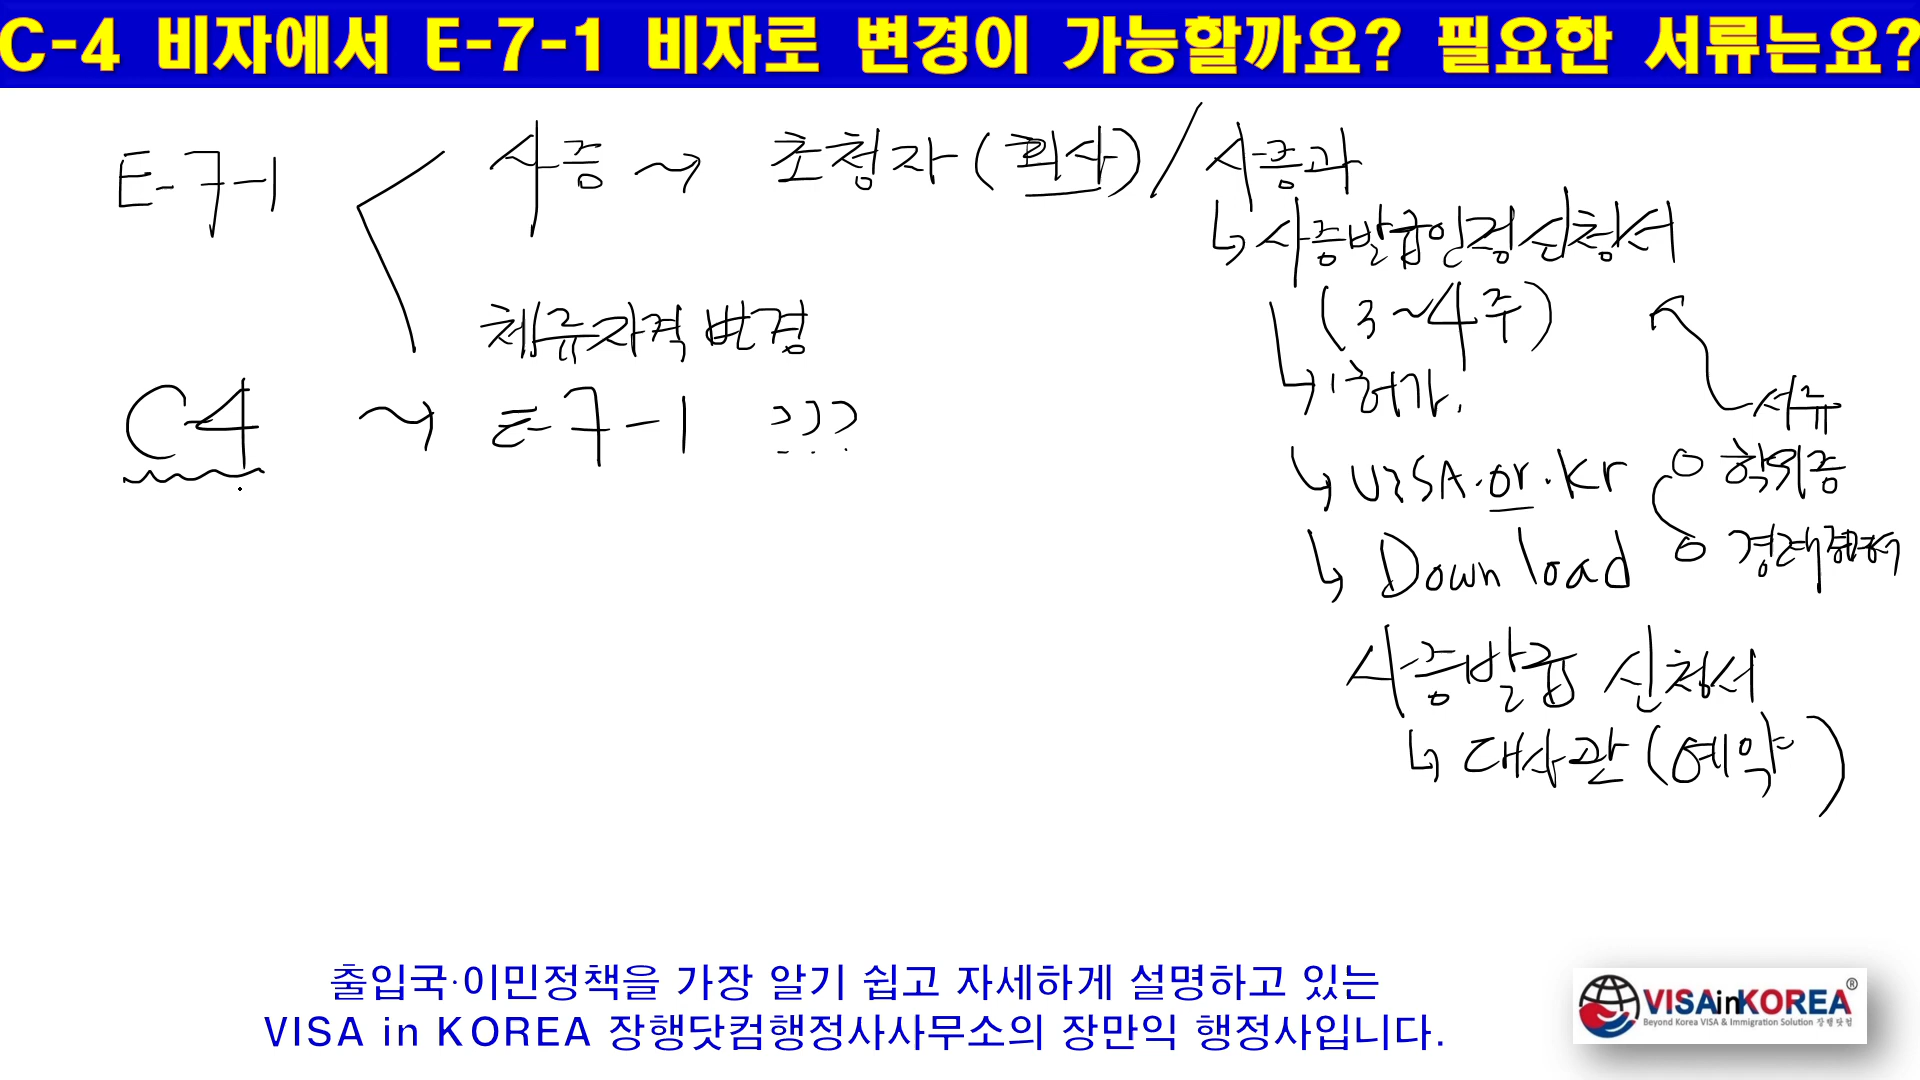 C-4 비자에서 E-7-1 비자로 변경이 가능할까요? 필요한 서류는요?
E-7-1
사증 ~> 초청자 (회사) / 사증과
↳ 사증발급인정신청서
(3~4주)
↳ 허가.
↳ VISA.or.kr
↳ Download
사증발급 신청서
↳ 대사관 (예약)
서류
○ 학위증
○ 경력증명서
체류자격 변경
C-4 ~> E-7-1 ???
출입국·이민정책을 가장 알기 쉽고 자세하게 설명하고 있는
VISA in KOREA 장행닷컴행정사사무소의 장만익 행정사입니다.
VISAinKOREA®
Beyond Korea VISA & Immigration Solution 장행닷컴